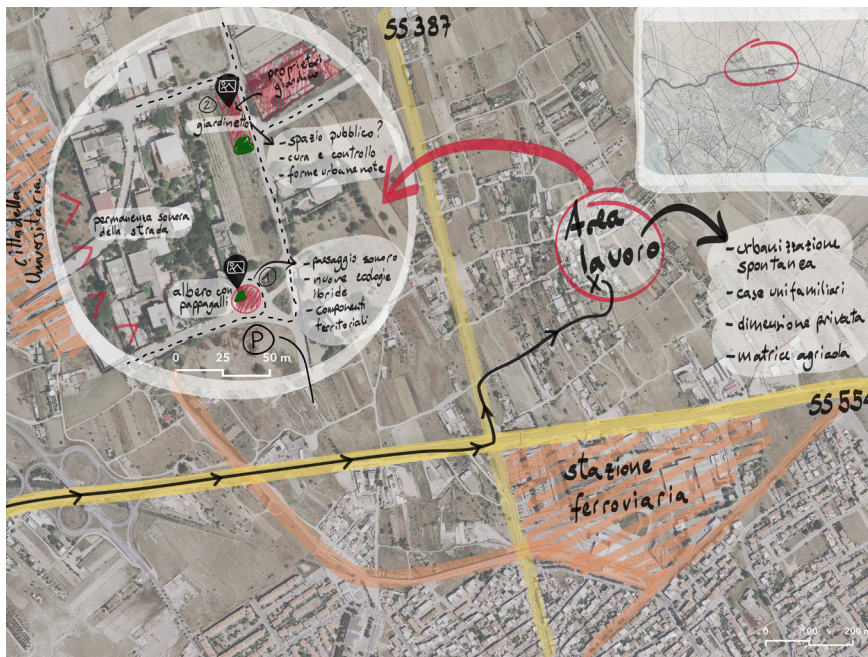 SS 387
proprietà
giardino
2
giardinetto
- spazio pubblico?
- cura e controllo
- forme urbane note
Cittadella
Universitaria
permanenza sonora
della strada
1
- paesaggio sonoro
- nuove ecologie
ibride
- componenti
territoriali
albero con
pappagalli
P
0 25 50 m
Area
lavoro
x
- urbanizzazione
spontanea
- case unifamiliari
- dimensione privata
- matrice agricola
SS 554
stazione
ferroviaria
0 100 200 m